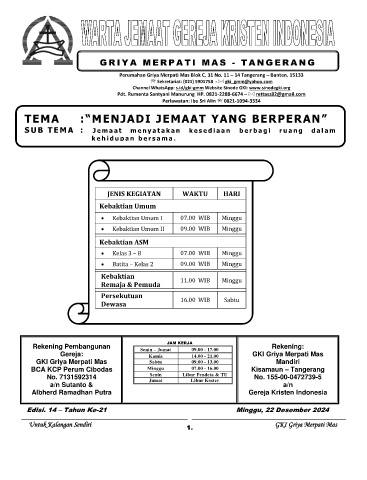 WARTA JEMAAT GEREJA KRISTEN INDONESIA
GRIYA MERPATI MAS - TANGERANG
Perumahan Griya Merpati Mas Blok C, 31 No. 11 – 14 Tangerang – Banten. 15133
Sekretariat: (021) 5903758 - gki_gmm@yahoo.com
Channel WhatsApp: s.id/gki-gmm Website Sinode GKI: www.sinodegki.org
Pdt. Rumenta Santyani Manurung HP. 0821-2288-6674 – mittasa82@gmail.com
Perlawatan: Ibu Sri Alin 0821-1094-3334
TEMA :“MENJADI JEMAAT YANG BERPERAN”
SUB TEMA : Jemaat menyatakan kesediaan berbagi ruang dalam
kehidupan bersama.
JENIS KEGIATAN WAKTU HARI
Kebaktian Umum
• Kebaktian Umum I 07.00 WIB Minggu
• Kebaktian Umum II 09.00 WIB Minggu
Kebaktian ASM
• Kelas 3 – 8 07.00 WIB Minggu
• Batita – Kelas 2 09.00 WIB Minggu
Kebaktian
Remaja & Pemuda 11.00 WIB Minggu
Persekutuan
Dewasa 16.00 WIB Sabtu
Rekening Pembangunan
Gereja:
GKI Griya Merpati Mas
BCA KCP Perum Cibodas
No. 7131592314
a/n Sutanto &
Albherd Ramadhan Putra
JAM KERJA
Senin – Jumat 09.00 - 17.00
Kamis 14.00 - 21.00
Sabtu 09.00 - 13.00
Minggu 07.00 - 16.00
Senin Libur Pendeta & TU
Jumat Libur Koster
Rekening:
GKI Griya Merpati Mas
Mandiri
Kisamaun – Tangerang
No. 155-00-0472739-5
a/n
Gereja Kristen Indonesia
Edisi. 14 – Tahun Ke-21 Minggu, 22 Desember 2024
Untuk Kalangan Sendiri GKI Griya Merpati Mas
1.